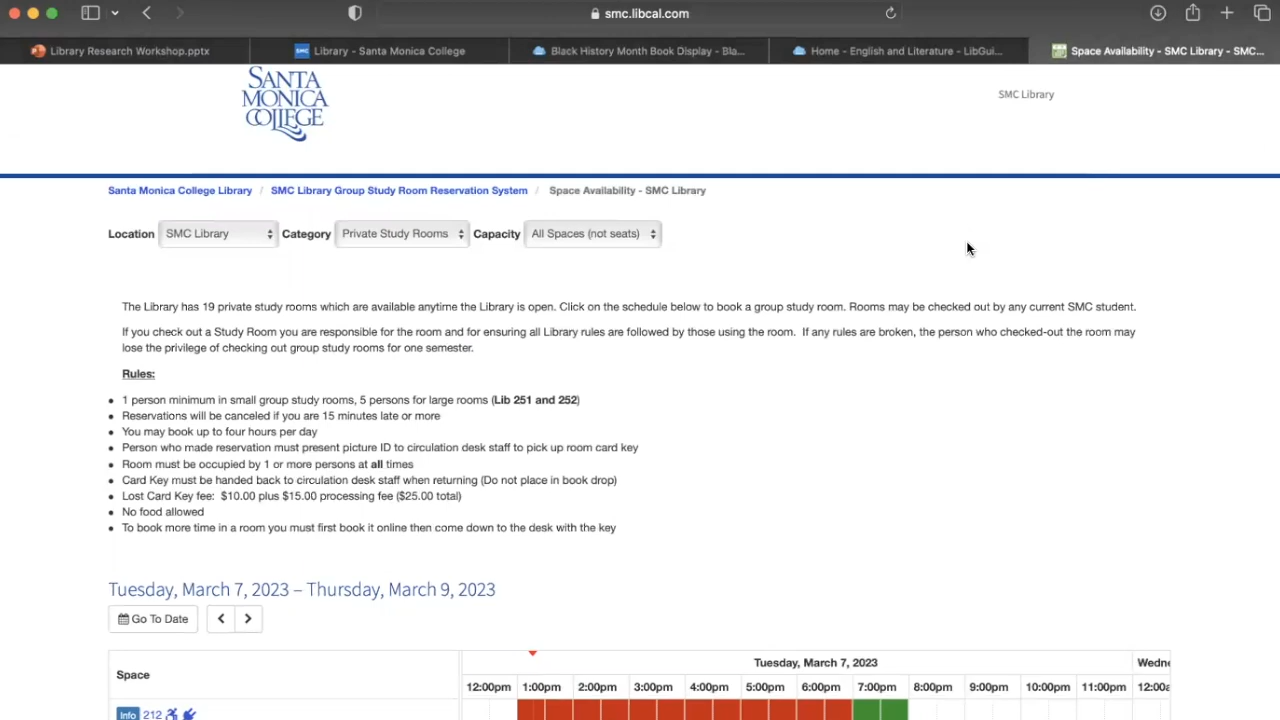 smc.libcal.com
Library Research Workshop.pptx
SMC Library - Santa Monica College
Black History Month Book Display - Bla...
Home - English and Literature - LibGui...
Space Availability - SMC Library - SMC...
SANTA
MONICA
COLLEGE
SMC Library
Santa Monica College Library / SMC Library Group Study Room Reservation System / Space Availability - SMC Library
Location SMC Library Category Private Study Rooms Capacity All Spaces (not seats)
The Library has 19 private study rooms which are available anytime the Library is open. Click on the schedule below to book a group study room. Rooms may be checked out by any current SMC student.
If you check out a Study Room you are responsible for the room and for ensuring all Library rules are followed by those using the room. If any rules are broken, the person who checked-out the room may
lose the privilege of checking out group study rooms for one semester.
Rules:
• 1 person minimum in small group study rooms, 5 persons for large rooms (Lib 251 and 252)
• Reservations will be canceled if you are 15 minutes late or more
• You may book up to four hours per day
• Person who made reservation must present picture ID to circulation desk staff to pick up room card key
• Room must be occupied by 1 or more persons at all times
• Card Key must be handed back to circulation desk staff when returning (Do not place in book drop)
• Lost Card Key fee: $10.00 plus $15.00 processing fee ($25.00 total)
• No food allowed
• To book more time in a room you must first book it online then come down to the desk with the key
Tuesday, March 7, 2023 – Thursday, March 9, 2023
Go To Date
Space
Tuesday, March 7, 2023 Wedne
12:00pm 1:00pm 2:00pm 3:00pm 4:00pm 5:00pm 6:00pm 7:00pm 8:00pm 9:00pm 10:00pm 11:00pm 12:00a
Info 212